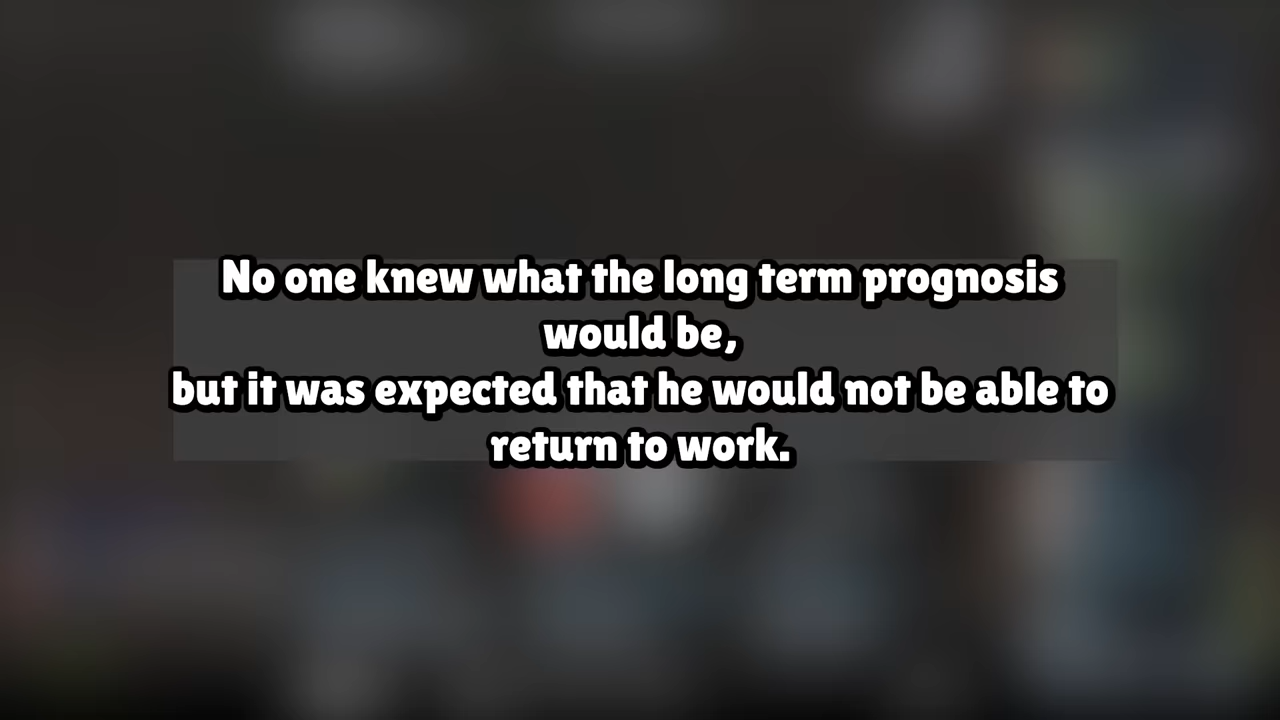 No one knew what the long term prognosis
would be,
but it was expected that he would not be able to
return to work.